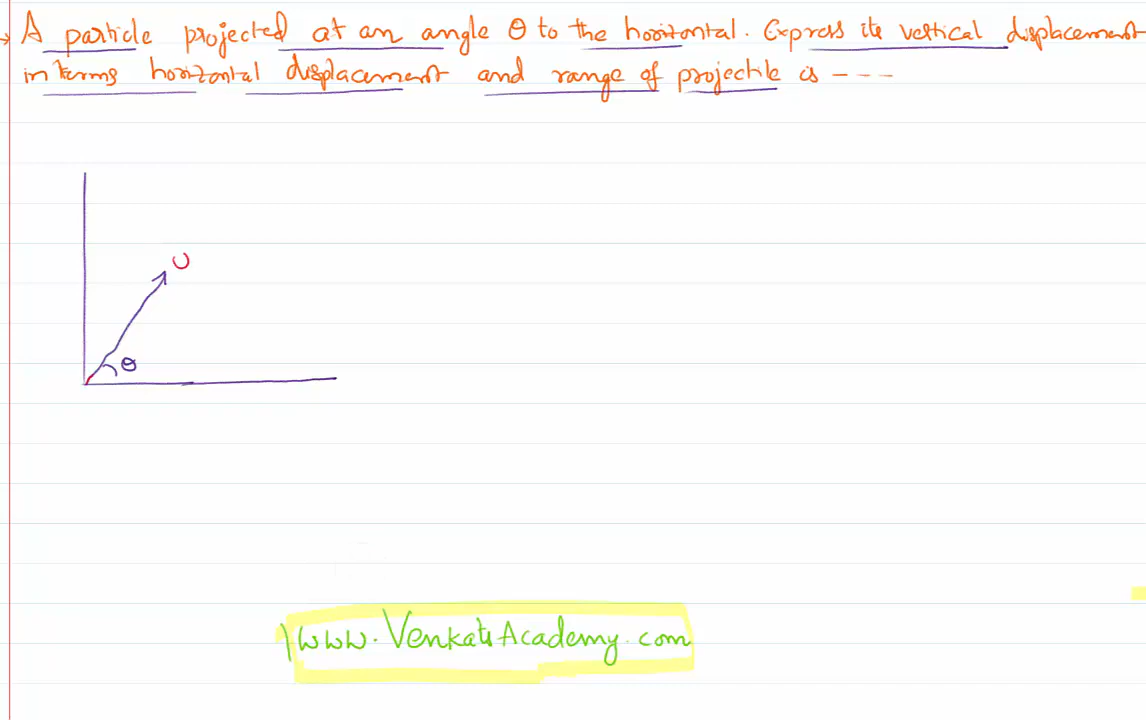 → A particle projected at an angle θ to the horizontal. Express its vertical displacement
in terms horizontal displacement and range of projectile is ----
U
θ
www.VenkatsAcademy.com